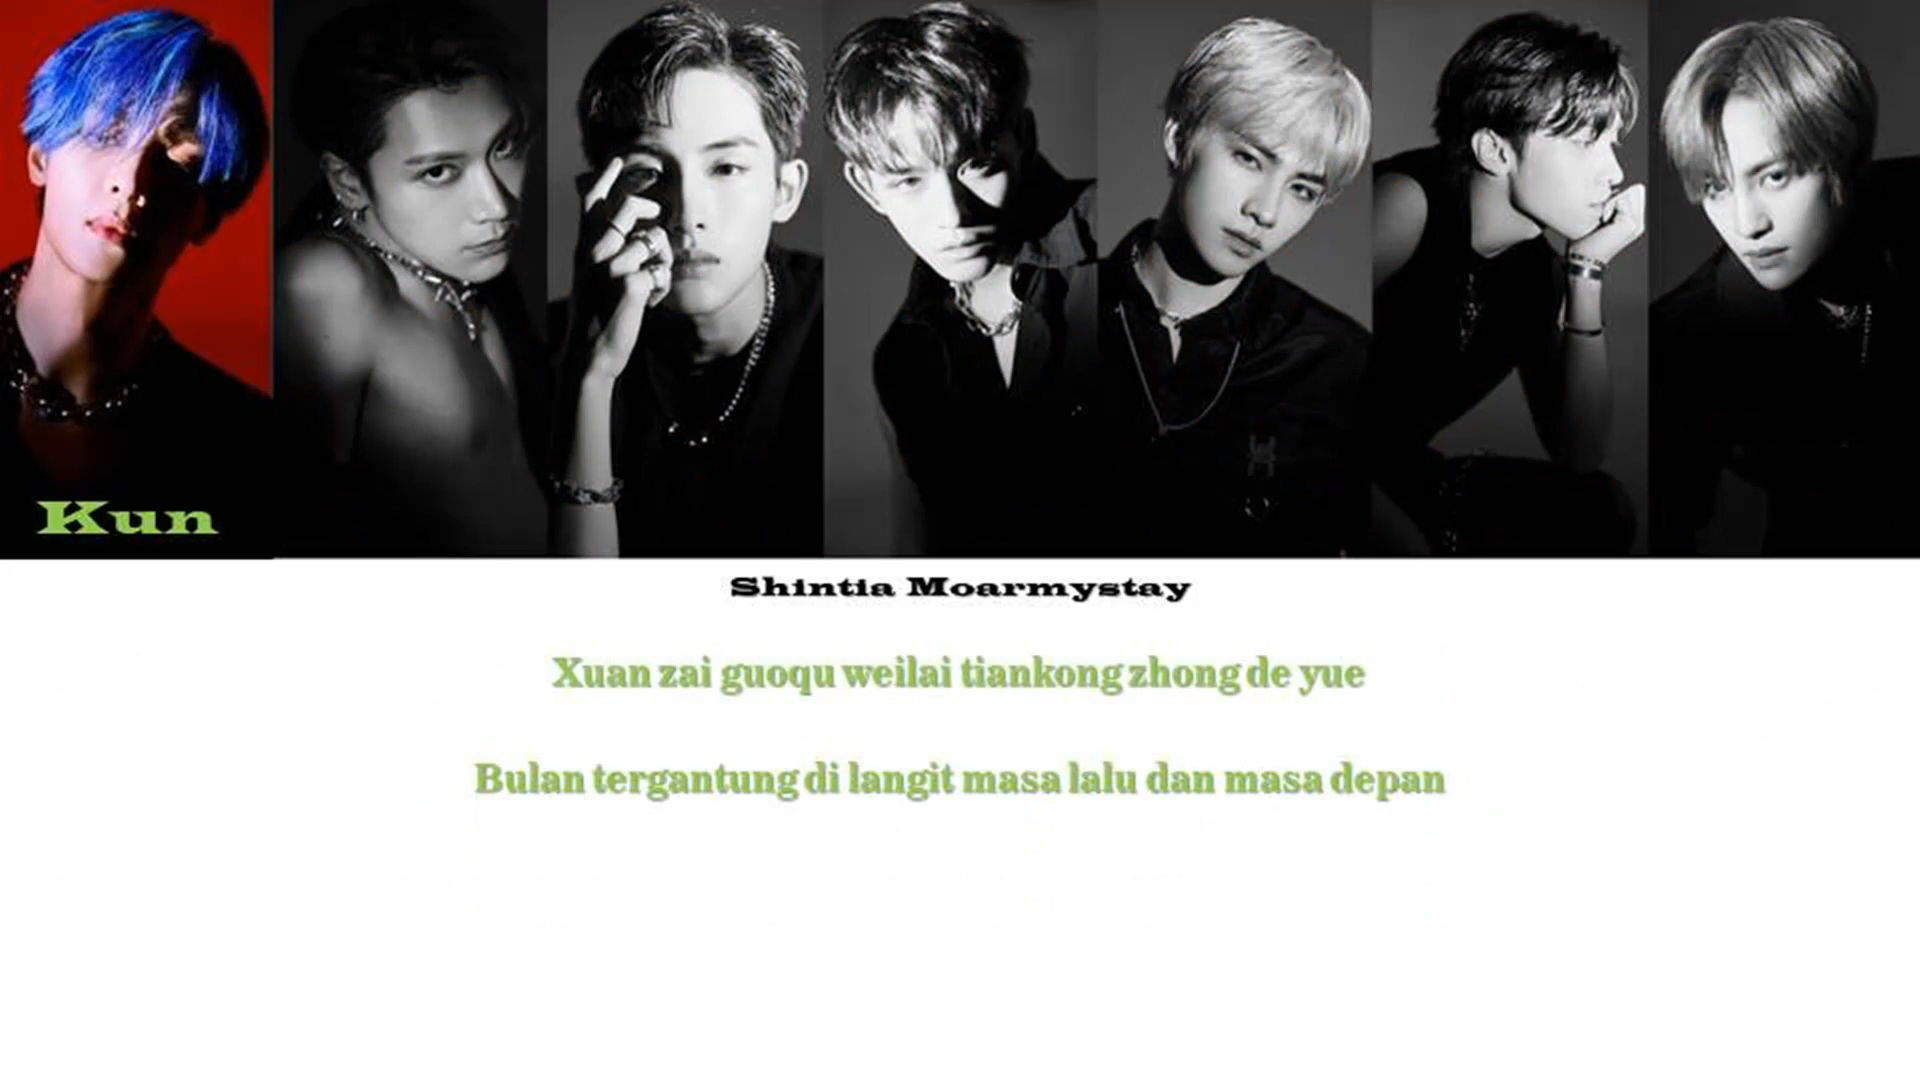 Kun
Shintia Moarmystay
Xuan zai guoqu weilai tiankong zhong de yue
Bulan tergantung di langit masa lalu dan masa depan